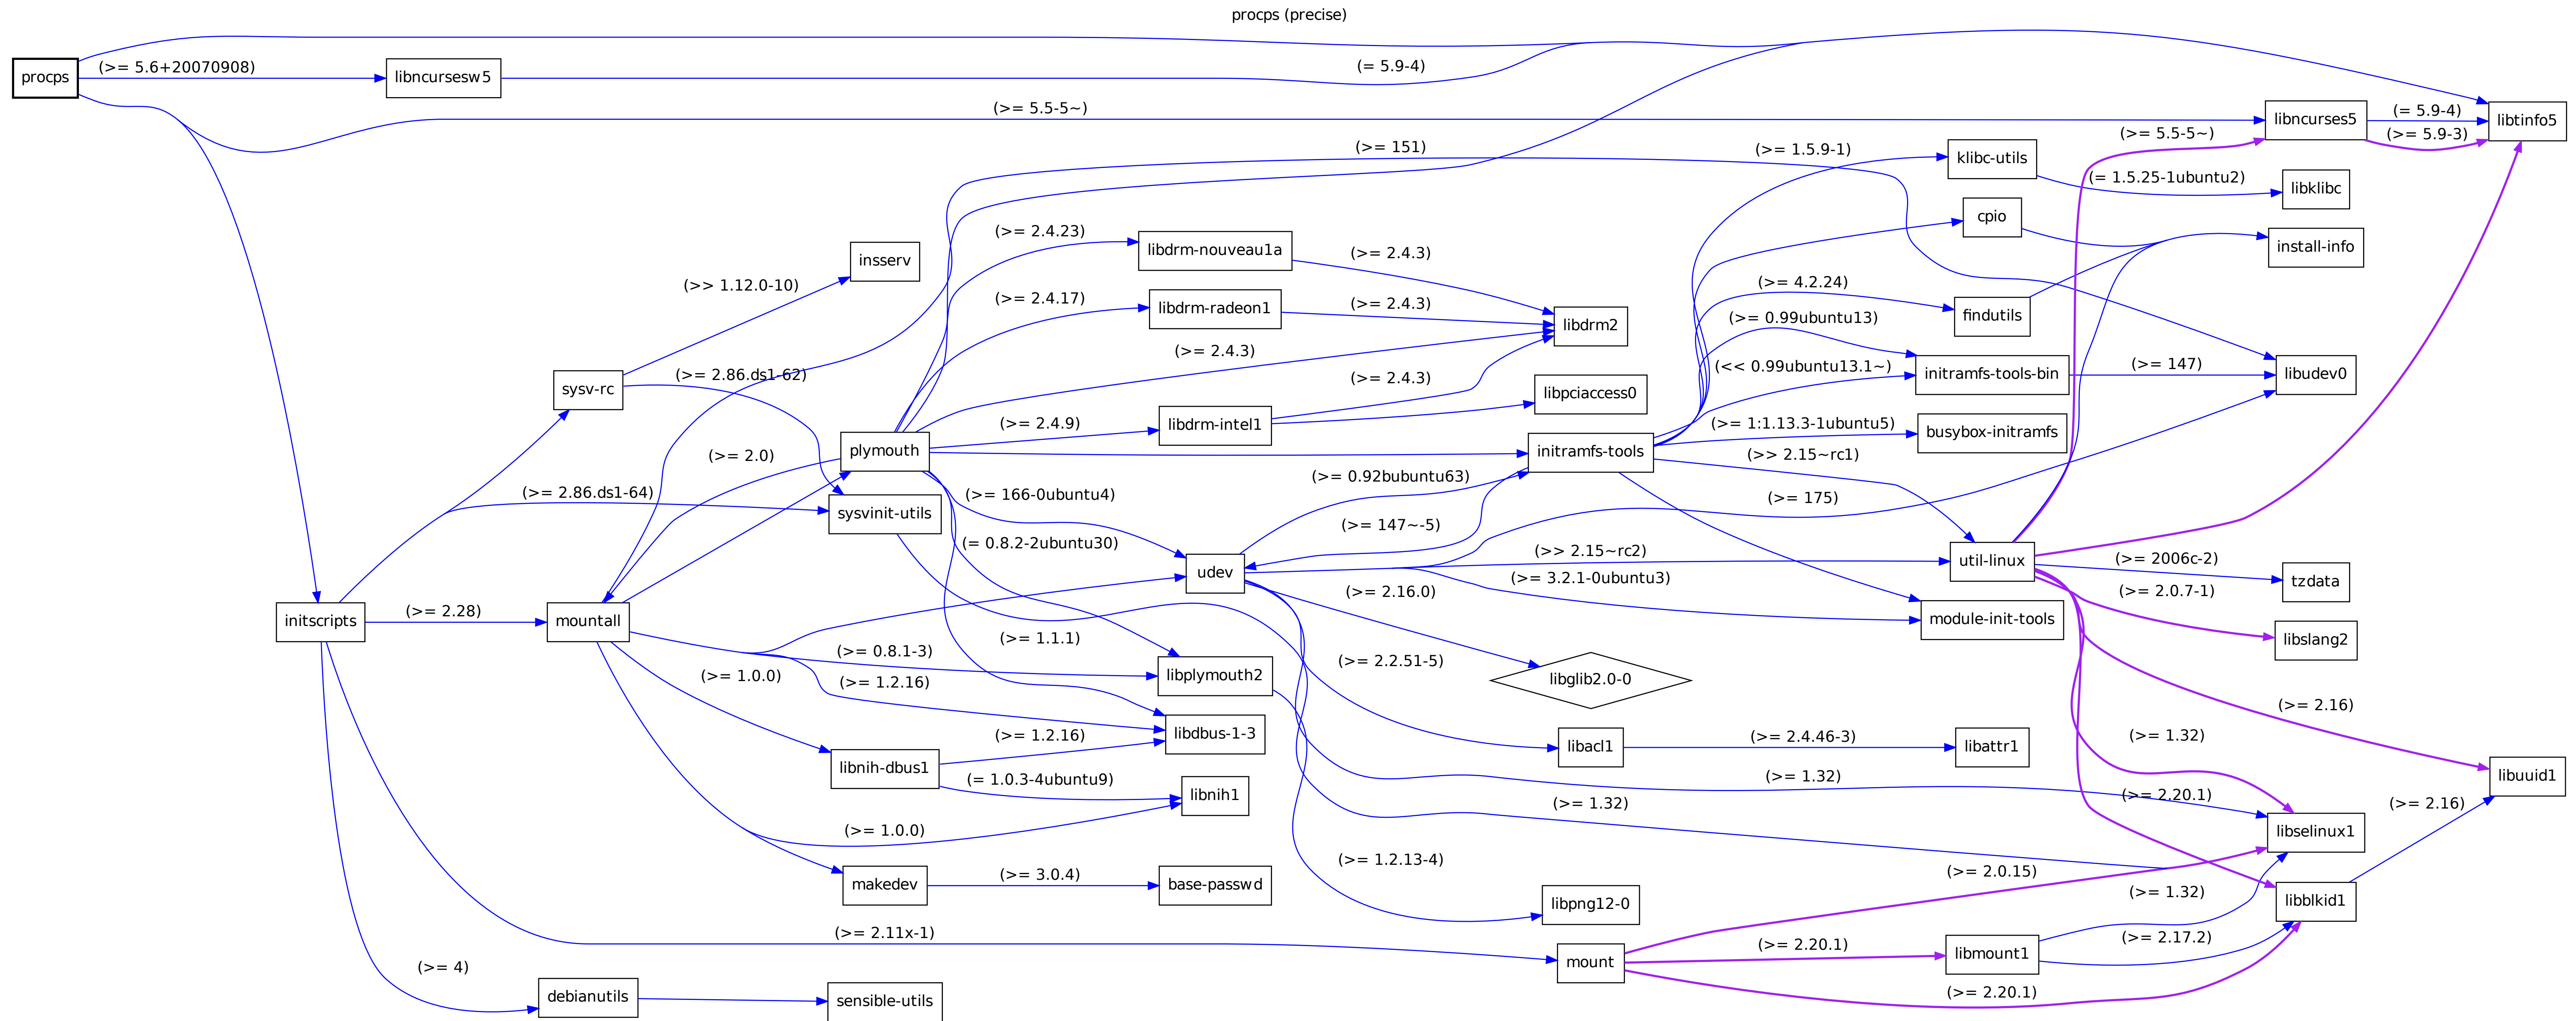 procps (precise)
procps
(>= 5.6+20070908)
libncursesw5
(= 5.9-4)
(>= 5.5-5~)
libncurses5
(= 5.9-4)
(>= 5.9-3)
libtinfo5
(>= 5.5-5~)
(>= 151)
(>= 1.5.9-1)
klibc-utils
(= 1.5.25-1ubuntu2)
libklibc
cpio
install-info
insserv
(>> 1.12.0-10)
(>= 2.4.23)
libdrm-nouveau1a
(>= 2.4.3)
(>= 2.4.17)
libdrm-radeon1
(>= 2.4.3)
libdrm2
(>= 4.2.24)
findutils
(>= 0.99ubuntu13)
(>= 2.4.3)
(<< 0.99ubuntu13.1~)
initramfs-tools-bin
(>= 147)
libudev0
sysv-rc
(>= 2.86.ds1-62)
(>= 2.4.3)
libpciaccess0
(>= 2.4.9)
libdrm-intel1
(>= 1:1.13.3-1ubuntu5)
busybox-initramfs
plymouth
(>= 2.0)
initramfs-tools
(>> 2.15~rc1)
(>= 0.92bubuntu63)
(>= 2.86.ds1-64)
(>= 166-0ubuntu4)
(>= 175)
sysvinit-utils
(>= 147~-5)
(= 0.8.2-2ubuntu30)
(>> 2.15~rc2)
udev
(>= 3.2.1-0ubuntu3)
util-linux
(>= 2006c-2)
tzdata
(>= 2.16.0)
(>= 2.0.7-1)
initscripts
(>= 2.28)
mountall
module-init-tools
libslang2
(>= 1.1.1)
(>= 0.8.1-3)
(>= 2.2.51-5)
(>= 1.0.0)
(>= 1.2.16)
libplymouth2
libglib2.0-0
(>= 2.16)
libdbus-1-3
(>= 1.2.16)
libacl1
(>= 2.4.46-3)
libattr1
(>= 1.32)
libnih-dbus1
(= 1.0.3-4ubuntu9)
(>= 1.32)
libuuid1
libnih1
(>= 2.20.1)
(>= 1.32)
(>= 2.16)
(>= 1.0.0)
libselinux1
(>= 1.2.13-4)
makedev
(>= 3.0.4)
base-passwd
(>= 2.0.15)
(>= 1.32)
libpng12-0
libblkid1
(>= 2.11x-1)
(>= 2.20.1)
(>= 2.17.2)
mount
libmount1
(>= 4)
(>= 2.20.1)
debianutils
sensible-utils